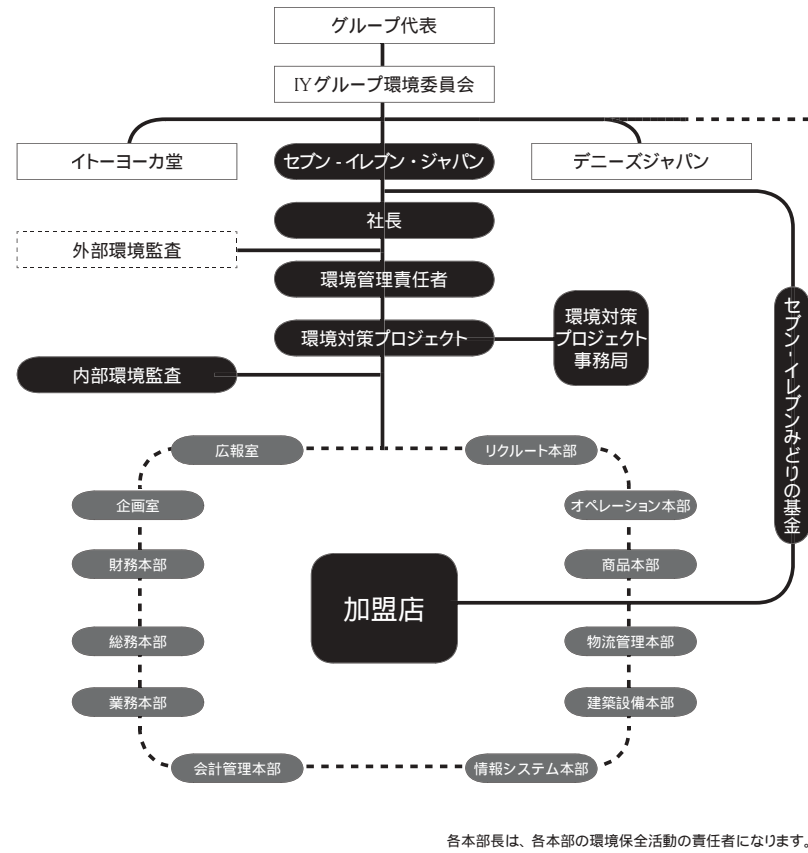 グループ代表
IYグループ環境委員会
イトーヨーカ堂
セブン-イレブン・ジャパン
デニーズジャパン
社長
外部環境監査
環境管理責任者
環境対策プロジェクト
環境対策
プロジェクト
事務局
内部環境監査
セブン-イレブンみどりの基金
広報室
リクルート本部
企画室
オペレーション本部
財務本部
商品本部
加盟店
総務本部
物流管理本部
業務本部
建築設備本部
会計管理本部
情報システム本部
各本部長は、各本部の環境保全活動の責任者になります。